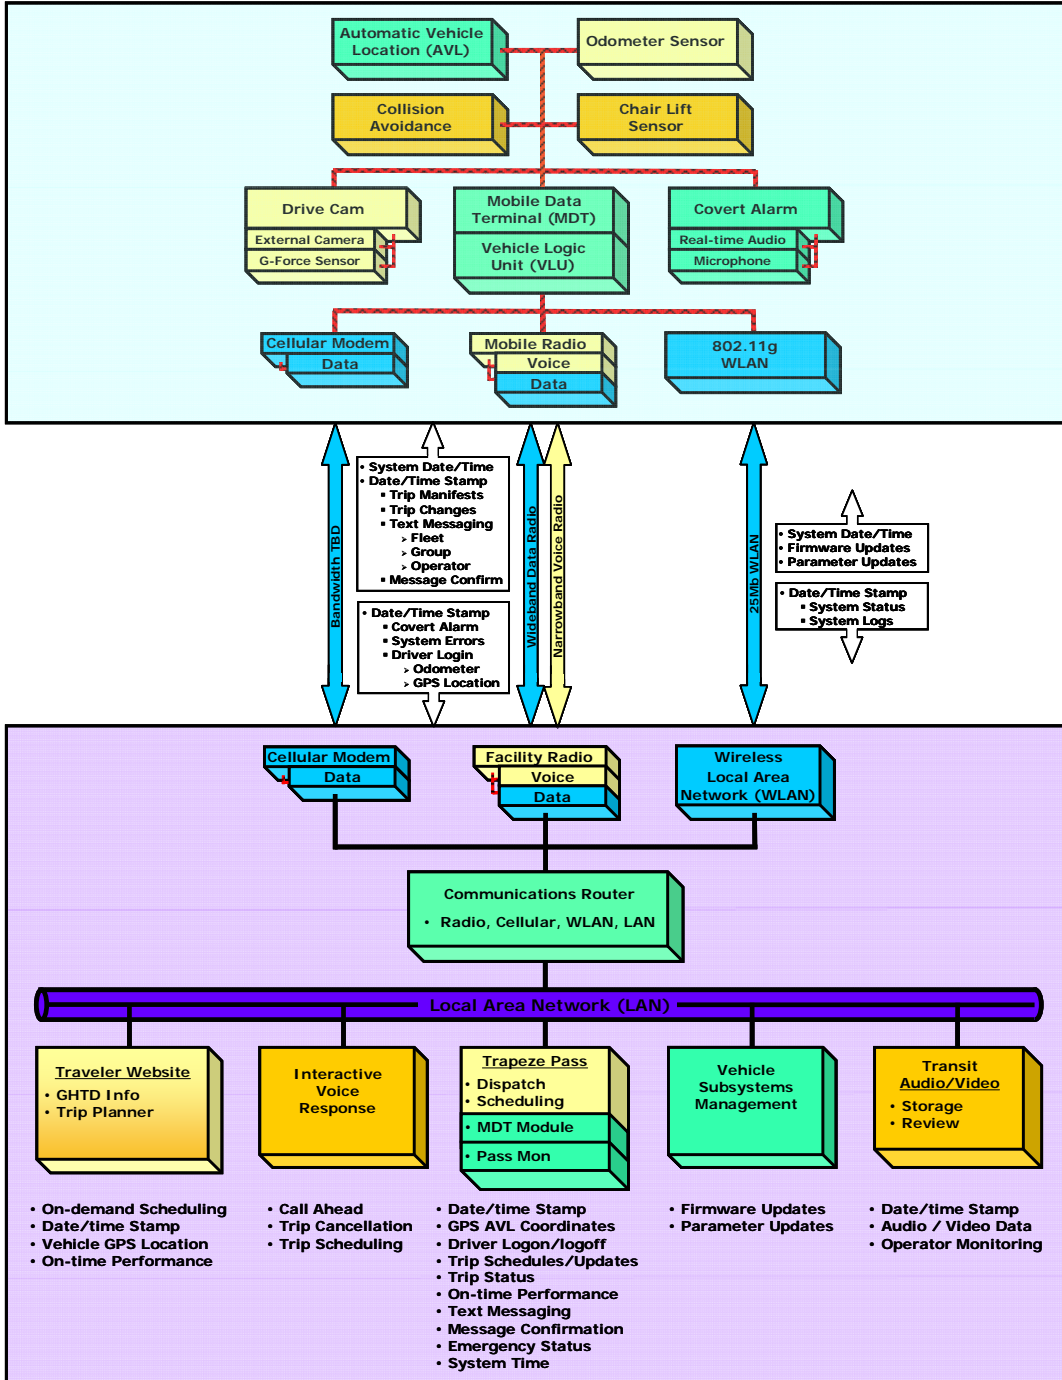 Automatic Vehicle
Location (AVL)
Odometer Sensor
Collision
Avoidance
Chair Lift
Sensor
Drive Cam
External Camera
G-Force Sensor
Mobile Data
Terminal (MDT)
Vehicle Logic
Unit (VLU)
Covert Alarm
Real-time Audio
Microphone
Cellular Modem
Data
Mobile Radio
Voice
Data
802.11g
WLAN
Bandwidth TBD
• System Date/Time
• Date/Time Stamp
▪ Trip Manifests
▪ Trip Changes
▪ Text Messaging
➢ Fleet
➢ Group
➢ Operator
▪ Message Confirm
• Date/Time Stamp
▪ Covert Alarm
▪ System Errors
▪ Driver Login
➢ Odometer
➢ GPS Location
Wideband Data Radio
Narrowband Voice Radio
25Mb WLAN
• System Date/Time
• Firmware Updates
• Parameter Updates
• Date/Time Stamp
▪ System Status
▪ System Logs
Cellular Modem
Data
Facility Radio
Voice
Data
Wireless
Local Area
Network (WLAN)
Communications Router
• Radio, Cellular, WLAN, LAN
Local Area Network (LAN)
Traveler Website
• GHTD Info
• Trip Planner
Interactive
Voice
Response
Trapeze Pass
• Dispatch
• Scheduling
• MDT Module
• Pass Mon
Vehicle
Subsystems
Management
Transit
Audio/Video
• Storage
• Review
• On-demand Scheduling
• Date/time Stamp
• Vehicle GPS Location
• On-time Performance
• Call Ahead
• Trip Cancellation
• Trip Scheduling
• Date/time Stamp
• GPS AVL Coordinates
• Driver Logon/logoff
• Trip Schedules/Updates
• Trip Status
• On-time Performance
• Text Messaging
• Message Confirmation
• Emergency Status
• System Time
• Firmware Updates
• Parameter Updates
• Date/time Stamp
• Audio / Video Data
• Operator Monitoring